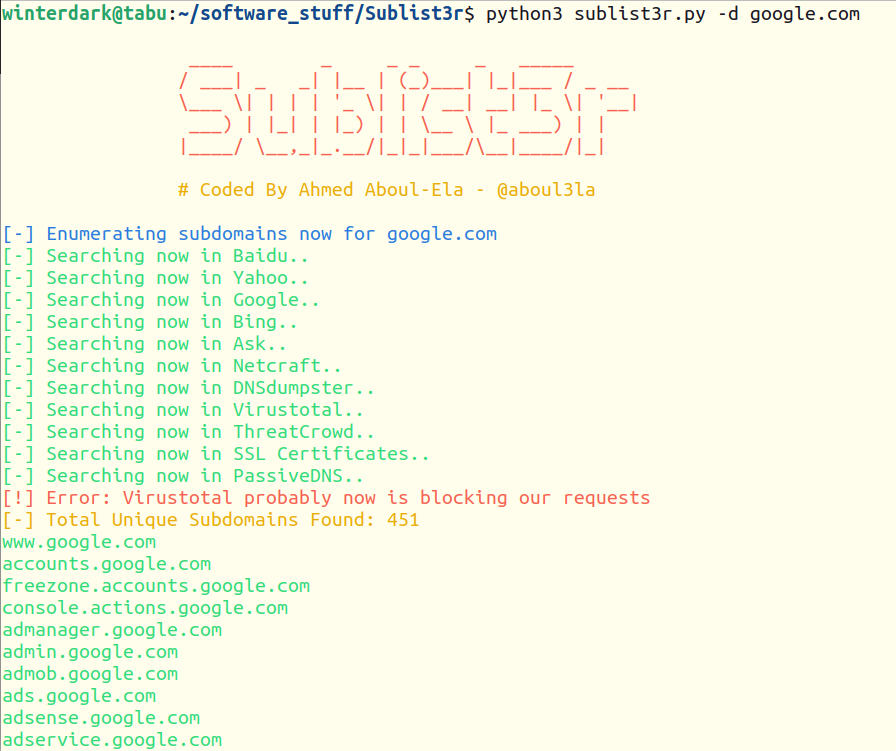 winterdark@tabu:~/software_stuff/Sublist3r$ python3 sublist3r.py -d google.com
                 ____        _     _ _     _   _____
                / ___| _   _| |__ | (_)___| |_|___ / _ __
                \___ \| | | | '_ \| | / __| __| |_ \| '__|
                 ___) | |_| | |_) | | \__ \ |_ ___) | |
                |____/ \__,_|_.__/|_|_|___/\__|____/|_|
                # Coded By Ahmed Aboul-Ela - @aboul3la
[-] Enumerating subdomains now for google.com
[-] Searching now in Baidu..
[-] Searching now in Yahoo..
[-] Searching now in Google..
[-] Searching now in Bing..
[-] Searching now in Ask..
[-] Searching now in Netcraft..
[-] Searching now in DNSdumpster..
[-] Searching now in Virustotal..
[-] Searching now in ThreatCrowd..
[-] Searching now in SSL Certificates..
[-] Searching now in PassiveDNS..
[!] Error: Virustotal probably now is blocking our requests
[-] Total Unique Subdomains Found: 451
www.google.com
accounts.google.com
freezone.accounts.google.com
console.actions.google.com
admanager.google.com
admin.google.com
admob.google.com
ads.google.com
adsense.google.com
adservice.google.com